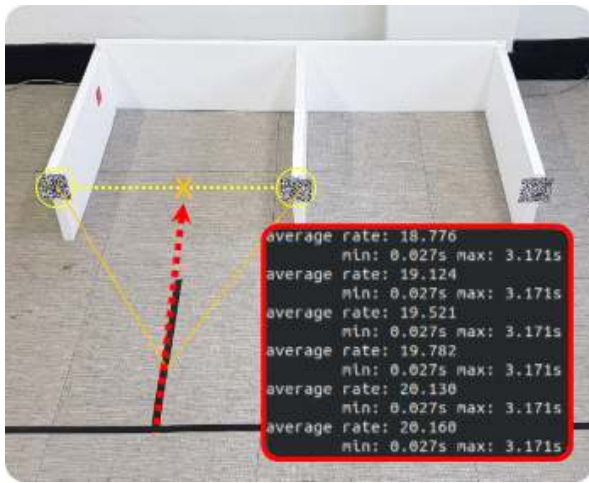 average rate: 18.776
min: 0.027s max: 3.171s
average rate: 19.124
min: 0.027s max: 3.171s
average rate: 19.521
min: 0.027s max: 3.171s
average rate: 19.782
min: 0.027s max: 3.171s
average rate: 20.130
min: 0.027s max: 3.171s
average rate: 20.160
min: 0.027s max: 3.171s